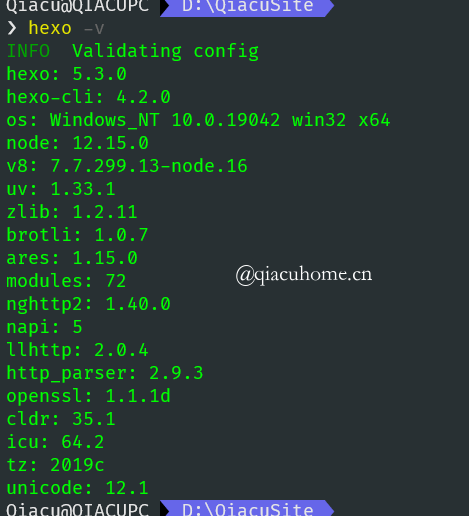 Qiacu@QIACUPC D:\QiacuSite
❯ hexo -v
INFO  Validating config
hexo: 5.3.0
hexo-cli: 4.2.0
os: Windows_NT 10.0.19042 win32 x64
node: 12.15.0
v8: 7.7.299.13-node.16
uv: 1.33.1
zlib: 1.2.11
brotli: 1.0.7
ares: 1.15.0
modules: 72
@qiacuhome.cn
nghttp2: 1.40.0
napi: 5
llhttp: 2.0.4
http_parser: 2.9.3
openssl: 1.1.1d
cldr: 35.1
icu: 64.2
tz: 2019c
unicode: 12.1
Qiacu@QIACUPC D:\QiacuSite